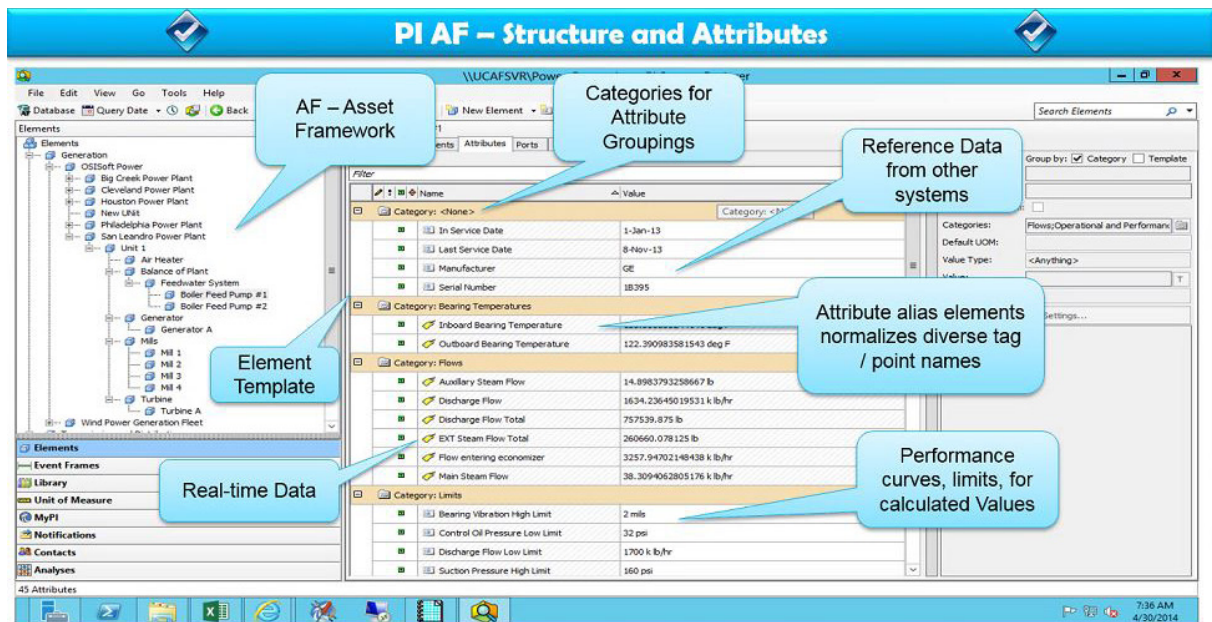 PI AF – Structure and Attributes
\\UCAFSVR\Power
File Edit View Go Tools Help
Database Query Date Back
New Element
Search Elements
AF – Asset
Framework
Categories for
Attribute
Groupings
Reference Data
from other
systems
Attribute alias elements
normalizes diverse tag
/ point names
Element
Template
Real-time Data
Performance
curves, limits, for
calculated Values
Elements
Elements
Generation
OSISoft Power
Big Creek Power Plant
Cleveland Power Plant
Houston Power Plant
New UNit
Philadelphia Power Plant
San Leandro Power Plant
Unit 1
Air Heater
Balance of Plant
Feedwater System
Boiler Feed Pump #1
Boiler Feed Pump #2
Generator
Generator A
Mills
Mill 1
Mill 2
Mill 3
Mill 4
Turbine
Turbine A
Wind Power Generation Fleet
Elements
Event Frames
Library
Unit of Measure
MyPI
Notifications
Contacts
Analyses
45 Attributes
Attributes Ports
Filter
Name Value
Category: <None>
In Service Date 1-Jan-13
Last Service Date 8-Nov-13
Manufacturer GE
Serial Number 1B395
Category: Bearing Temperatures
Inboard Bearing Temperature
Outboard Bearing Temperature 122.390983581543 deg F
Category: Flows
Auxillary Steam Flow 14.8983793258667 lb
Discharge Flow 1634.23645019531 k lb/hr
Discharge Flow Total 757539.875 lb
EXT Steam Flow Total 260660.078125 lb
Flow entering economizer 3257.94702148438 k lb/hr
Main Steam Flow 38.3094062805176 k lb/hr
Category: Limits
Bearing Vibration High Limit 2 mils
Control Oil Pressure Low Limit 32 psi
Discharge Flow Low Limit 1700 k lb/hr
Suction Pressure High Limit 160 psi
Group by: Category Template
Categories: Flows;Operational and Performanc
Default UOM:
Value Type: <Anything>
Settings...
7:36 AM
4/30/2014